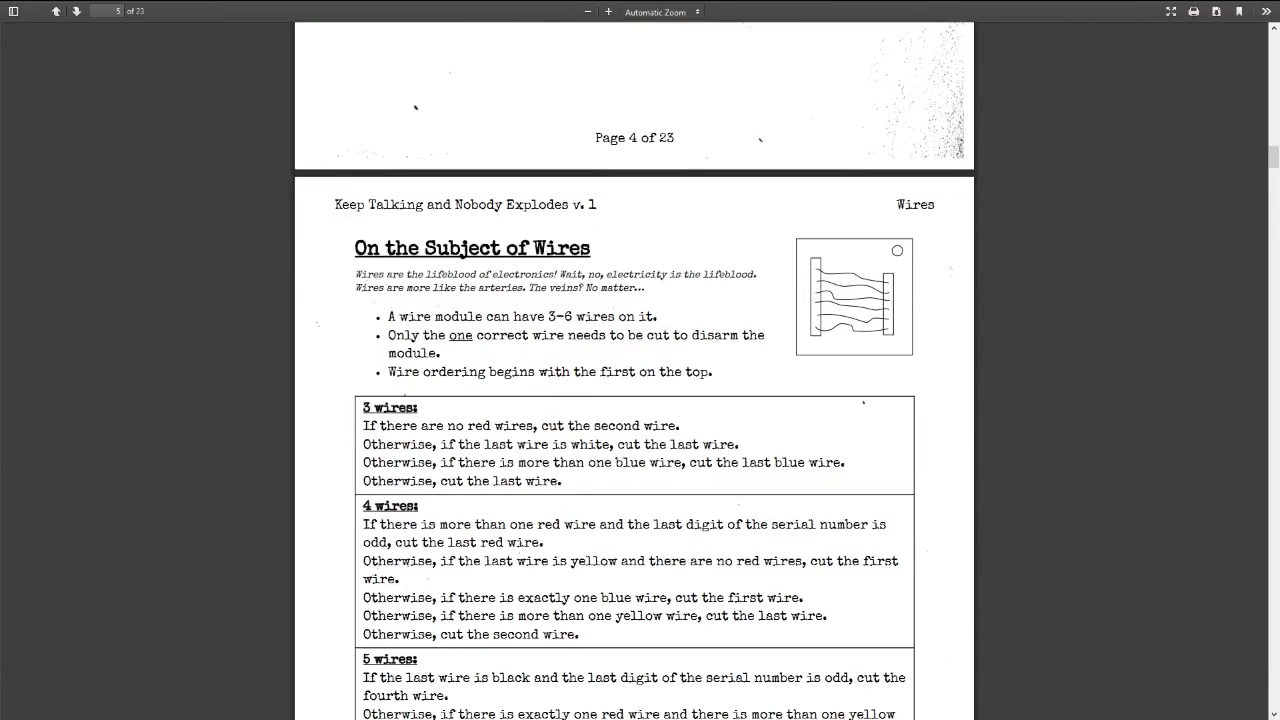 5 of 23
Automatic Zoom
Page 4 of 23
Keep Talking and Nobody Explodes v. 1
Wires
On the Subject of Wires
Wires are the lifeblood of electronics! Wait, no, electricity is the lifeblood.
Wires are more like the arteries. The veins? No matter...
• A wire module can have 3-6 wires on it.
• Only the one correct wire needs to be cut to disarm the
module.
• Wire ordering begins with the first on the top.
3 wires:
If there are no red wires, cut the second wire.
Otherwise, if the last wire is white, cut the last wire.
Otherwise, if there is more than one blue wire, cut the last blue wire.
Otherwise, cut the last wire.
4 wires:
If there is more than one red wire and the last digit of the serial number is
odd, cut the last red wire.
Otherwise, if the last wire is yellow and there are no red wires, cut the first
wire.
Otherwise, if there is exactly one blue wire, cut the first wire.
Otherwise, if there is more than one yellow wire, cut the last wire.
Otherwise, cut the second wire.
5 wires:
If the last wire is black and the last digit of the serial number is odd, cut the
fourth wire.
Otherwise, if there is exactly one red wire and there is more than one yellow